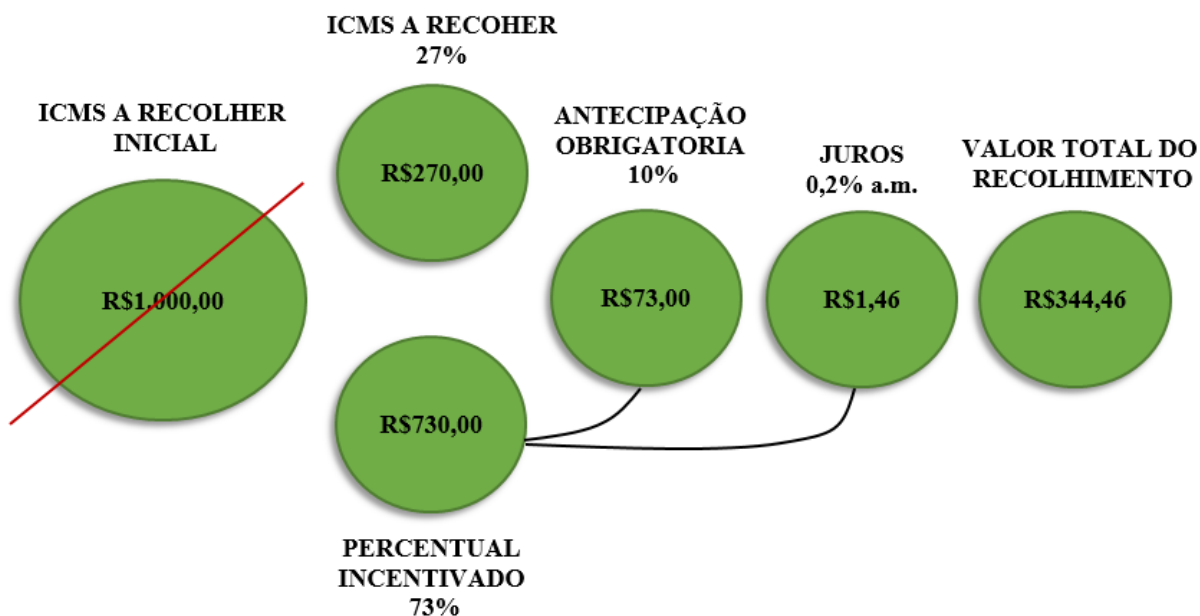 ICMS A RECOLHER
INICIAL
R$1.000,00
ICMS A RECOHER
27%
R$270,00
R$730,00
PERCENTUAL
INCENTIVADO
73%
ANTECIPAÇÃO
OBRIGATORIA
10%
R$73,00
JUROS
0,2% a.m.
R$1,46
VALOR TOTAL DO
RECOLHIMENTO
R$344,46